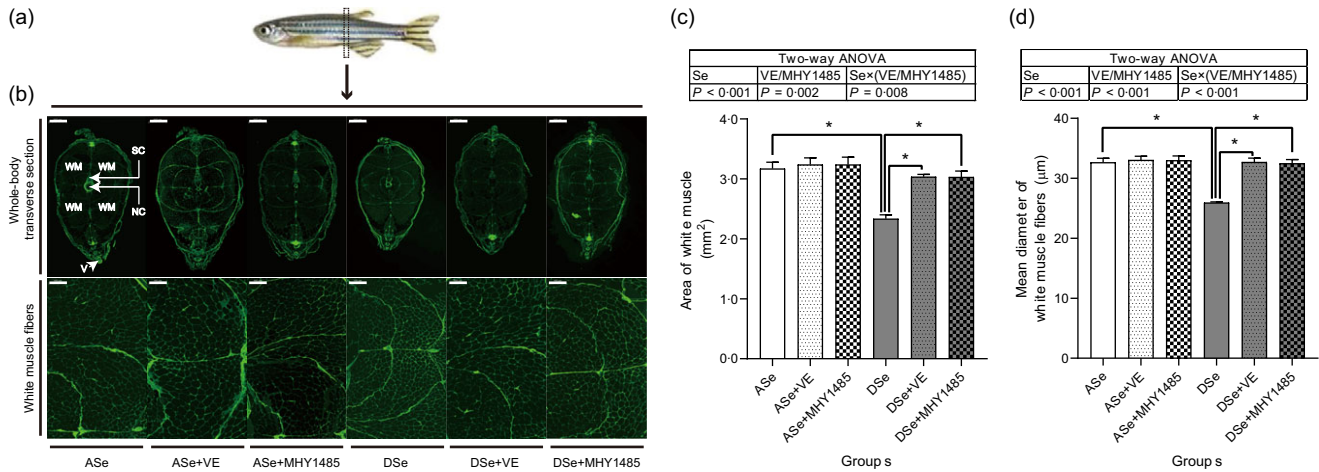 (a)
(b)
Whole-body
transverse section
WM WM SC
WM WM NC
V
White muscle fibers
ASe ASe+VE ASe+MHY1485 DSe DSe+VE DSe+MHY1485
(c)
Two-way ANOVA
Se VE/MHY1485 Se×(VE/MHY1485)
P < 0·001 P = 0·002 P = 0·008
Area of white muscle
(mm²)
4·0
3·0
2·0
1·0
0·0
* * *
ASe ASe+VE ASe+MHY1485 DSe DSe+VE DSe+MHY1485
Group s
(d)
Two-way ANOVA
Se VE/MHY1485 Se×(VE/MHY1485)
P < 0·001 P < 0·001 P < 0·001
Mean diameter of
white muscle fibers (μm)
40
30
20
10
0
* * *
ASe ASe+VE ASe+MHY1485 DSe DSe+VE DSe+MHY1485
Group s